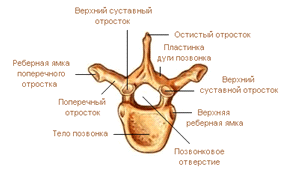 Верхний суставный
отросток
Остистый отросток
Пластинка
дуги позвонка
Реберная ямка
поперечного
отростка
Верхний
суставной отросток
Поперечный
отросток
Верхняя
реберная ямка
Тело позвонка
Позвонковое
отверстие